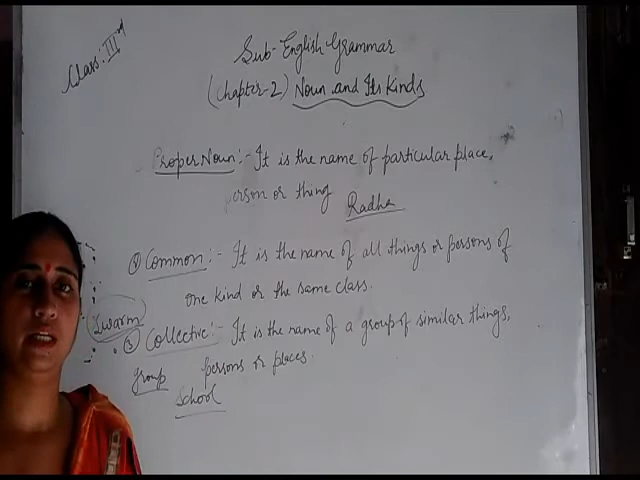 Class: III rd
Sub- English Grammar
(Chapter-2) Noun and Its Kinds
Proper Noun:- It is the name of particular place,
erson or thing
Radha
Common:- It is the name of all things or persons of
one kind or the same class.
Swarm
③ Collective:- It is the name of a group of similar things,
group persons or places.
School